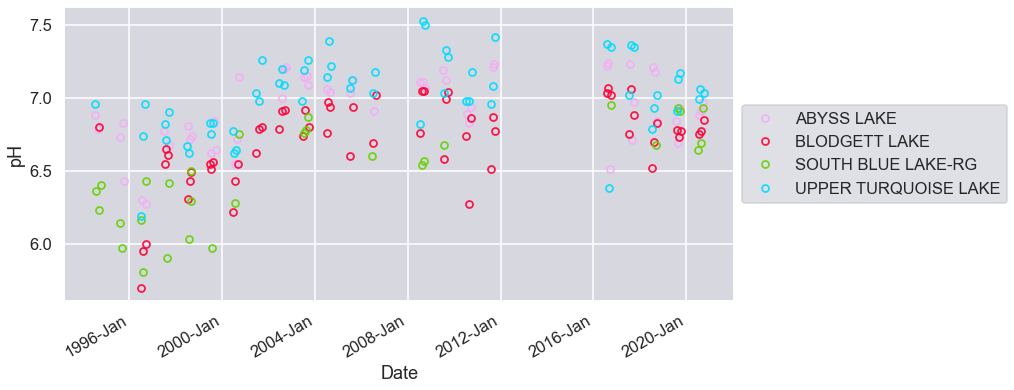 7.5
7.0
6.5
6.0
pH
1996-Jan
2000-Jan
2004-Jan
2008-Jan
2012-Jan
2016-Jan
2020-Jan
Date
ABYSS LAKE
BLODGETT LAKE
SOUTH BLUE LAKE-RG
UPPER TURQUOISE LAKE